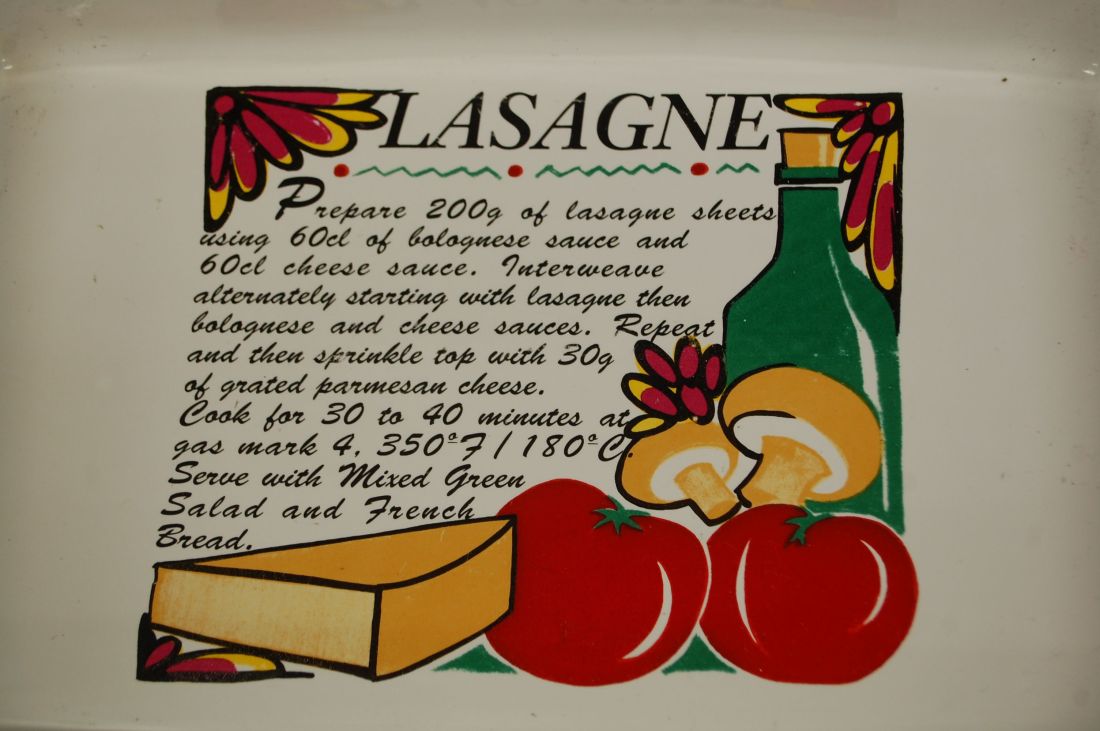 LASAGNE
Prepare 200g of lasagne sheets
using 60cl of bolognese sauce and
60cl cheese sauce. Interweave
alternately starting with lasagne then
bolognese and cheese sauces. Repeat
and then sprinkle top with 30g
of grated parmesan cheese.
Cook for 30 to 40 minutes at
gas mark 4, 350ºF / 180ºC.
Serve with Mixed Green
Salad and French
Bread.